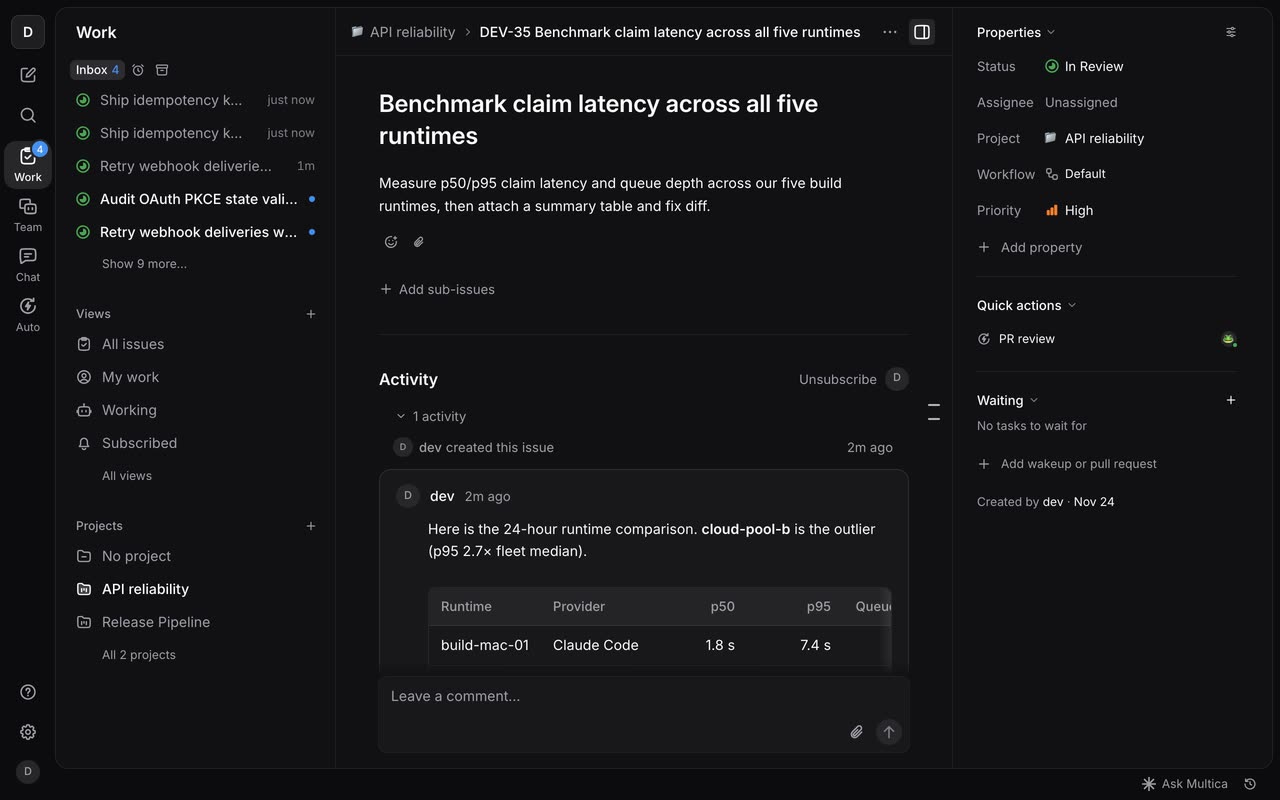 D
Work
4
Work
Team
Chat
Auto
D
Inbox 4
Ship idempotency k... just now
Ship idempotency k... just now
Retry webhook deliverie... 1m
Audit OAuth PKCE state vali...
Retry webhook deliveries w...
Show 9 more...
Views
All issues
My work
Working
Subscribed
All views
Projects
No project
API reliability
Release Pipeline
All 2 projects
API reliability > DEV-35 Benchmark claim latency across all five runtimes
Benchmark claim latency across all five
runtimes
Measure p50/p95 claim latency and queue depth across our five build
runtimes, then attach a summary table and fix diff.
Add sub-issues
Activity Unsubscribe D
1 activity
D dev created this issue 2m ago
D dev 2m ago
Here is the 24-hour runtime comparison. cloud-pool-b is the outlier
(p95 2.7× fleet median).
Runtime Provider p50 p95 Queue
build-mac-01 Claude Code 1.8 s 7.4 s
Leave a comment...
Properties
Status In Review
Assignee Unassigned
Project API reliability
Workflow Default
Priority High
Add property
Quick actions
PR review
Waiting
No tasks to wait for
Add wakeup or pull request
Created by dev · Nov 24
Ask Multica